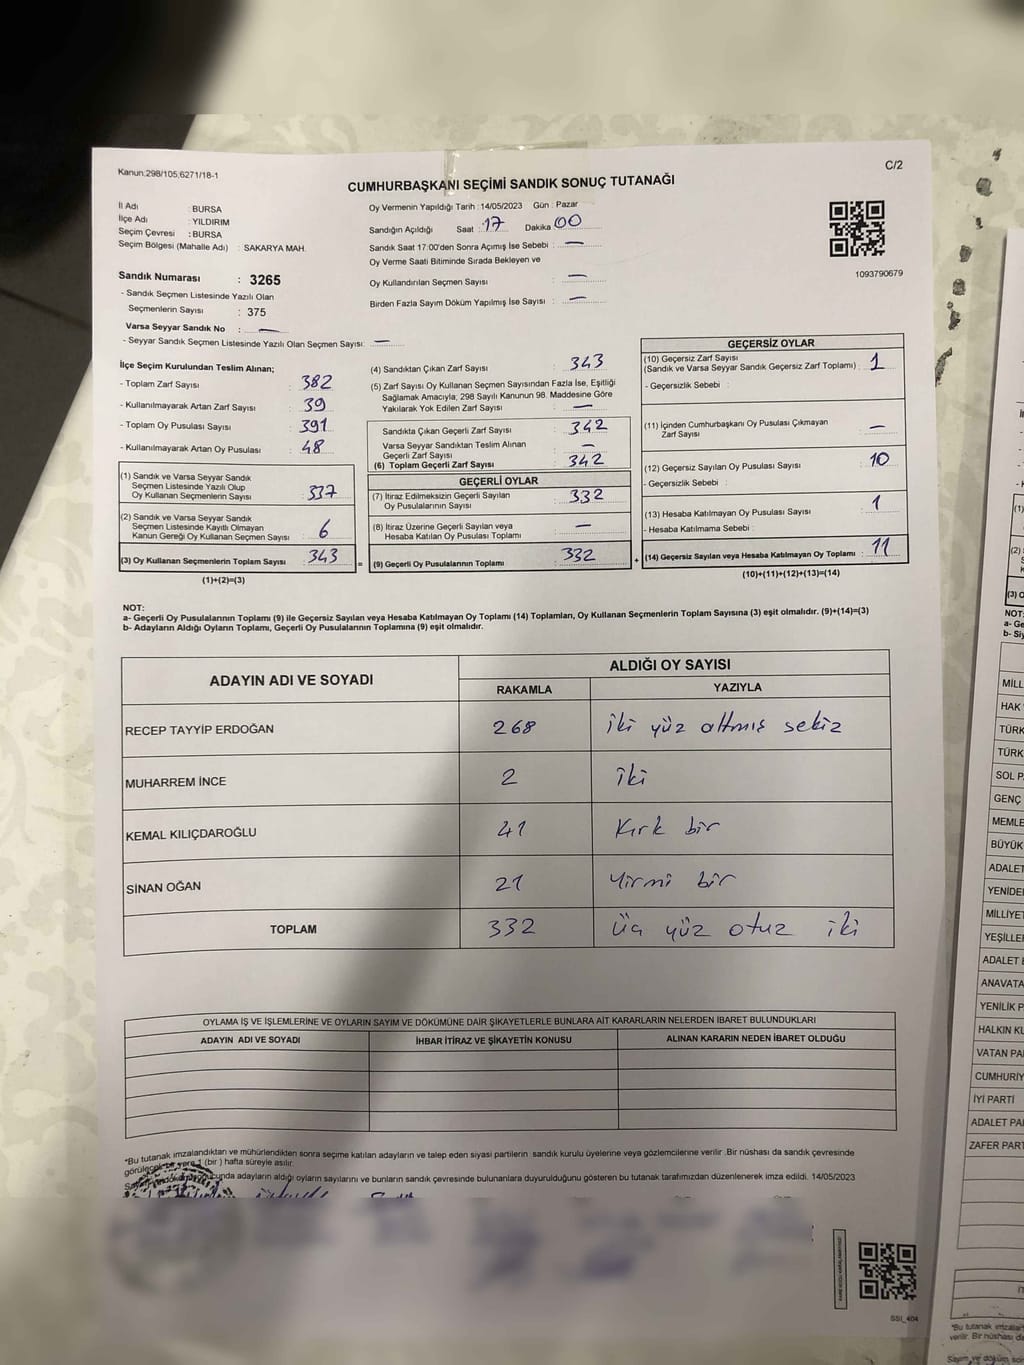 Kanun:298/105;6271/18-1
C/2
CUMHURBAŞKANI SEÇİMİ SANDIK SONUÇ TUTANAĞI
İl Adı : BURSA
İlçe Adı : YILDIRIM
Seçim Çevresi : BURSA
Seçim Bölgesi (Mahalle Adı) : SAKARYA MAH.
Oy Vermenin Yapıldığı Tarih : 14/05/2023 Gün : Pazar
Sandığın Açıldığı Saat : 17 Dakika 00
Sandık Saat 17:00'den Sonra Açımış İse Sebebi : —
Oy Verme Saati Bitiminde Sırada Bekleyen ve
Oy Kullandırılan Seçmen Sayısı : —
Birden Fazla Sayım Döküm Yapılmış İse Sayısı : —
1093790679
Sandık Numarası : 3265
- Sandık Seçmen Listesinde Yazılı Olan
Seçmenlerin Sayısı : 375
Varsa Seyyar Sandık No : —
- Seyyar Sandık Seçmen Listesinde Yazılı Olan Seçmen Sayısı: —
İlçe Seçim Kurulundan Teslim Alınan;
- Toplam Zarf Sayısı : 382
- Kullanılmayarak Artan Zarf Sayısı : 39
- Toplam Oy Pusulası Sayısı : 391
- Kullanılmayarak Artan Oy Pusulası : 48
(1) Sandık ve Varsa Seyyar Sandık
Seçmen Listesinde Yazılı Olup
Oy Kullanan Seçmenlerin Sayısı : 337
(2) Sandık ve Varsa Seyyar Sandık
Seçmen Listesinde Kayıtlı Olmayan
Kanun Gereği Oy Kullanan Seçmen Sayısı : 6
(3) Oy Kullanan Seçmenlerin Toplam Sayısı : 343
(1)+(2)=(3)
(4) Sandıktan Çıkan Zarf Sayısı : 343
(5) Zarf Sayısı Oy Kullanan Seçmen Sayısından Fazla İse, Eşitliği
Sağlamak Amacıyla; 298 Sayılı Kanunun 98. Maddesine Göre
Yakılarak Yok Edilen Zarf Sayısı : —
Sandıkta Çıkan Geçerli Zarf Sayısı : 342
Varsa Seyyar Sandıktan Teslim Alınan
Geçerli Zarf Sayısı : —
(6) Toplam Geçerli Zarf Sayısı : 342
GEÇERLİ OYLAR
(7) İtiraz Edilmeksizin Geçerli Sayılan
Oy Pusulalarının Sayısı : 332
(8) İtiraz Üzerine Geçerli Sayılan veya
Hesaba Katılan Oy Pusulası Toplamı : —
= (9) Geçerli Oy Pusulalarının Toplamı : 332
GEÇERSİZ OYLAR
(10) Geçersiz Zarf Sayısı
(Sandık ve Varsa Seyyar Sandık Geçersiz Zarf Toplamı) : 1
- Geçersizlik Sebebi :
(11) İçinden Cumhurbaşkanı Oy Pusulası Çıkmayan
Zarf Sayısı : —
(12) Geçersiz Sayılan Oy Pusulası Sayısı : 10
- Geçersizlik Sebebi :
(13) Hesaba Katılmayan Oy Pusulası Sayısı : 1
- Hesaba Katılmama Sebebi :
+ (14) Geçersiz Sayılan veya Hesaba Katılmayan Oy Toplamı : 11
(10)+(11)+(12)+(13)=(14)
NOT:
a- Geçerli Oy Pusulalarının Toplamı (9) ile Geçersiz Sayılan veya Hesaba Katılmayan Oy Toplamı (14) Toplamları, Oy Kullanan Seçmenlerin Toplam Sayısına (3) eşit olmalıdır. (9)+(14)=(3)
b- Adayların Aldığı Oyların Toplamı, Geçerli Oy Pusulalarının Toplamına (9) eşit olmalıdır.
ADAYIN ADI VE SOYADI ALDIĞI OY SAYISI
RAKAMLA YAZIYLA
RECEP TAYYİP ERDOĞAN 268 iki yüz altmış sekiz
MUHARREM İNCE 2 iki
KEMAL KILIÇDAROĞLU 41 Kırk bir
SİNAN OĞAN 21 Yirmi bir
TOPLAM 332 Üç yüz otuz iki
OYLAMA İŞ VE İŞLEMLERİNE VE OYLARIN SAYIM VE DÖKÜMÜNE DAİR ŞİKAYETLERLE BUNLARA AİT KARARLARIN NELERDEN İBARET BULUNDUKLARI
ADAYIN ADI VE SOYADI İHBAR İTİRAZ VE ŞİKAYETİN KONUSU ALINAN KARARIN NEDEN İBARET OLDUĞU
*Bu tutanak imzalandıktan ve mühürlendikten sonra seçime katılan adayların ve talep eden siyasi partilerin sandık kurulu üyelerine veya gözlemcilerine verilir .Bir nüshası da sandık çevresinde
görülecek bir yere 1 (bir ) hafta süreyle asılır.
adayların aldığı oyların sayılarını ve bunların sandık çevresinde bulunanlara duyurulduğunu gösteren bu tutanak tarafımızdan düzenlenerek imza edildi. 14/05/2023
SSI_404
(1)
(2)
(3) O
NOT:
a- Ge
b- Siy
MİLL
HAK
TÜRK
TÜRK
SOL P
GENÇ
MEMLE
BÜYÜK
ADALET
YENİDE
MİLLİYET
YEŞİLLE
ADALET
ANAVATA
YENİLİK P
HALKIN KU
VATAN PA
CUMHURİY
İYİ PARTİ
ADALET PA
ZAFER PART
*Bu tutanak imzalan
verilir. Bir nüshası da
Sayım ve döküm